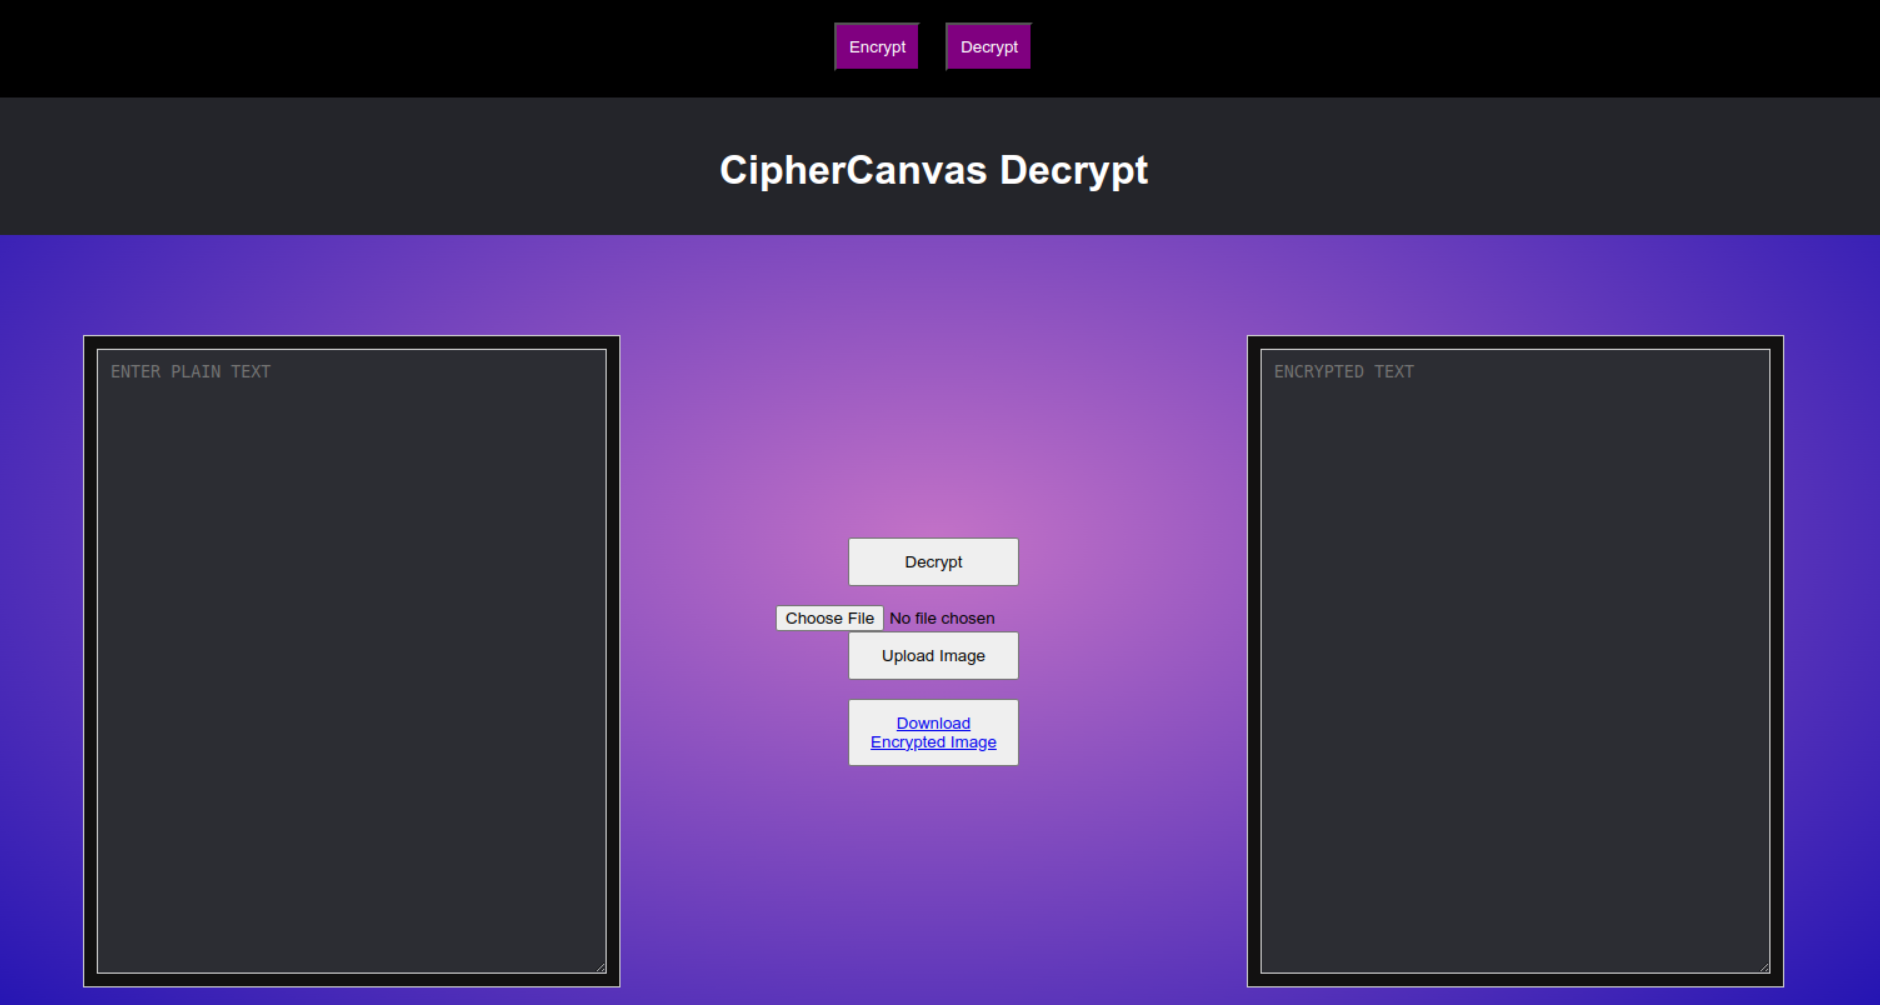 Encrypt Decrypt
CipherCanvas Decrypt
ENTER PLAIN TEXT
ENCRYPTED TEXT
Decrypt
Choose File No file chosen
Upload Image
Download
Encrypted Image